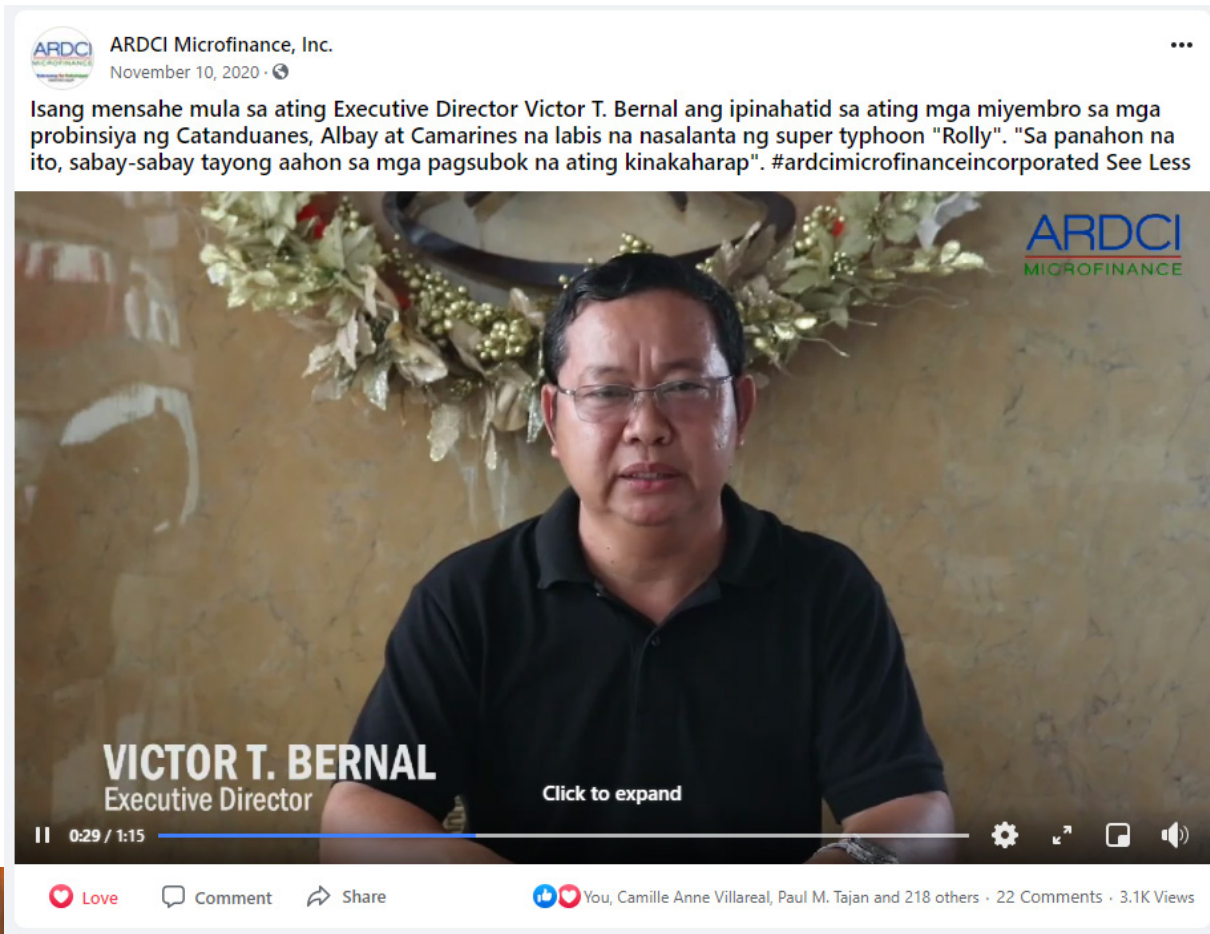 ARDCI Microfinance, Inc.
November 10, 2020 ·
Isang mensahe mula sa ating Executive Director Victor T. Bernal ang ipinahatid sa ating mga miyembro sa mga
probinsiya ng Catanduanes, Albay at Camarines na labis na nasalanta ng super typhoon "Rolly". "Sa panahon na
ito, sabay-sabay tayong aahon sa mga pagsubok na ating kinakaharap". #ardcimicrofinanceincorporated See Less
ARDCI
MICROFINANCE
ARDCI
MICROFINANCE
VICTOR T. BERNAL
Executive Director
Click to expand
0:29 / 1:15
Love
Comment
Share
You, Camille Anne Villareal, Paul M. Tajan and 218 others · 22 Comments · 3.1K Views